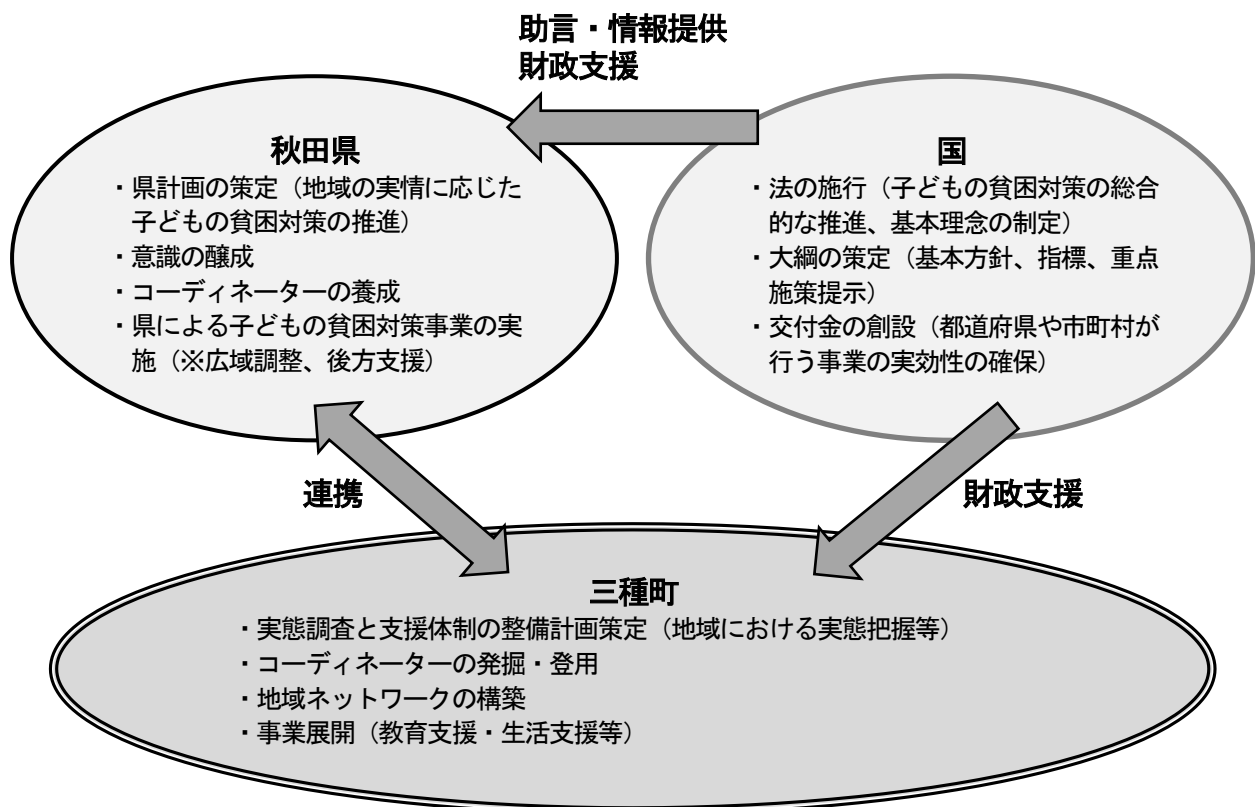 助言・情報提供
財政支援
秋田県
・県計画の策定（地域の実情に応じた
子どもの貧困対策の推進）
・意識の醸成
・コーディネーターの養成
・県による子どもの貧困対策事業の実
施（※広域調整、後方支援）
国
・法の施行（子どもの貧困対策の総合
的な推進、基本理念の制定）
・大綱の策定（基本方針、指標、重点
施策提示）
・交付金の創設（都道府県や市町村が
行う事業の実効性の確保）
連携
財政支援
三種町
・実態調査と支援体制の整備計画策定（地域における実態把握等）
・コーディネーターの発掘・登用
・地域ネットワークの構築
・事業展開（教育支援・生活支援等）